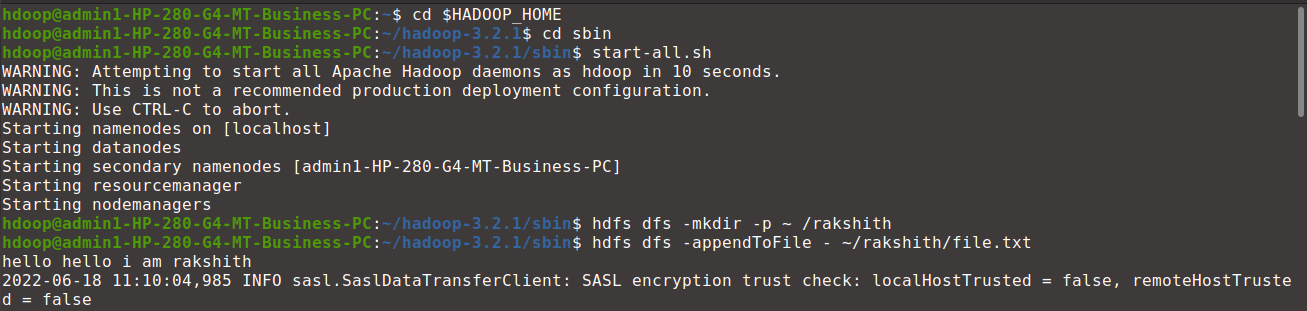 hdoop@admin1-HP-280-G4-MT-Business-PC:~$ cd $HADOOP_HOME
hdoop@admin1-HP-280-G4-MT-Business-PC:~/hadoop-3.2.1$ cd sbin
hdoop@admin1-HP-280-G4-MT-Business-PC:~/hadoop-3.2.1/sbin$ start-all.sh
WARNING: Attempting to start all Apache Hadoop daemons as hdoop in 10 seconds.
WARNING: This is not a recommended production deployment configuration.
WARNING: Use CTRL-C to abort.
Starting namenodes on [localhost]
Starting datanodes
Starting secondary namenodes [admin1-HP-280-G4-MT-Business-PC]
Starting resourcemanager
Starting nodemanagers
hdoop@admin1-HP-280-G4-MT-Business-PC:~/hadoop-3.2.1/sbin$ hdfs dfs -mkdir -p ~ /rakshith
hdoop@admin1-HP-280-G4-MT-Business-PC:~/hadoop-3.2.1/sbin$ hdfs dfs -appendToFile - ~/rakshith/file.txt
hello hello i am rakshith
2022-06-18 11:10:04,985 INFO sasl.SaslDataTransferClient: SASL encryption trust check: localHostTrusted = false, remoteHostTruste
d = false